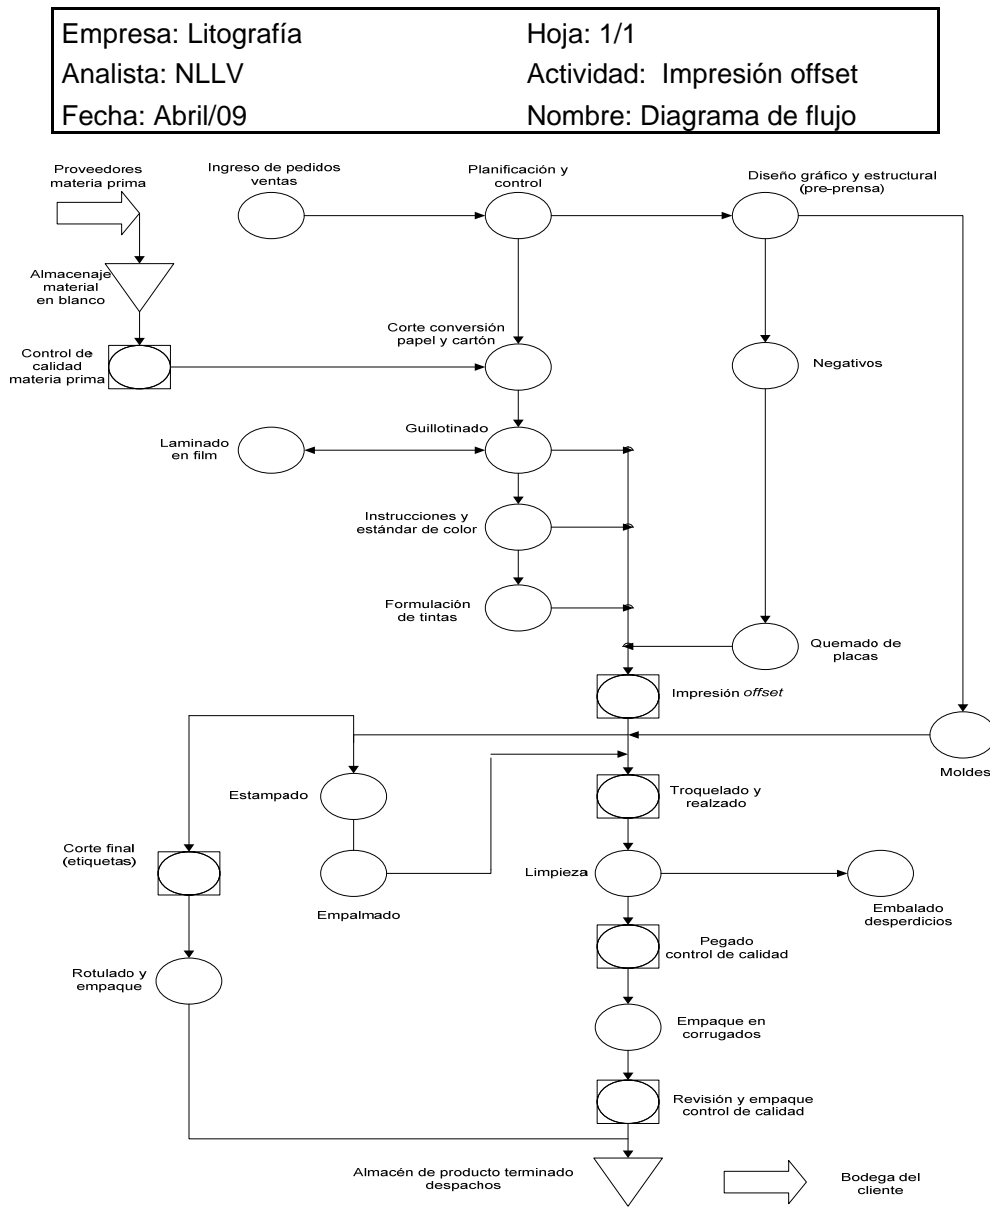 Empresa: Litografía
Hoja: 1/1
Analista: NLLV
Actividad: Impresión offset
Fecha: Abril/09
Nombre: Diagrama de flujo
Proveedores
materia prima
Ingreso de pedidos
ventas
Planificación y
control
Diseño gráfico y estructural
(pre-prensa)
Almacenaje
material
en blanco
Control de
calidad
materia prima
Corte conversión
papel y cartón
Negativos
Laminado
en film
Guillotinado
Instrucciones y
estándar de color
Formulación
de tintas
Quemado de
placas
Impresión offset
Moldes
Estampado
Troquelado y
realzado
Corte final
(etiquetas)
Empalmado
Limpieza
Embalado
desperdicios
Pegado
control de calidad
Rotulado y
empaque
Empaque en
corrugados
Revisión y empaque
control de calidad
Almacén de producto terminado
despachos
Bodega del
cliente